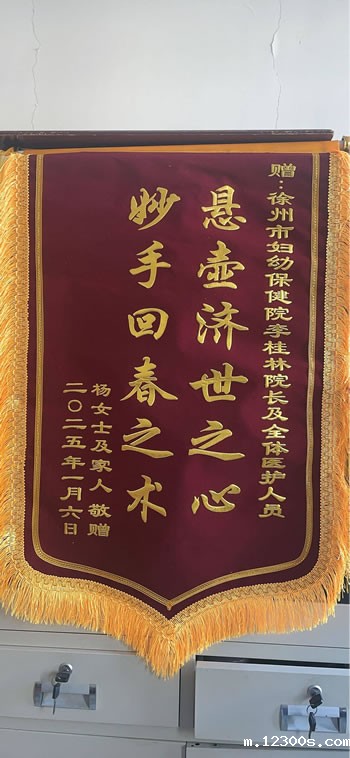 赠：徐州市妇幼保健院李桂林院长及全体医护人员
悬壶济世之心
妙手回春之术
杨女士及家人 敬赠
二〇二五年一月六日
m.12300s.com